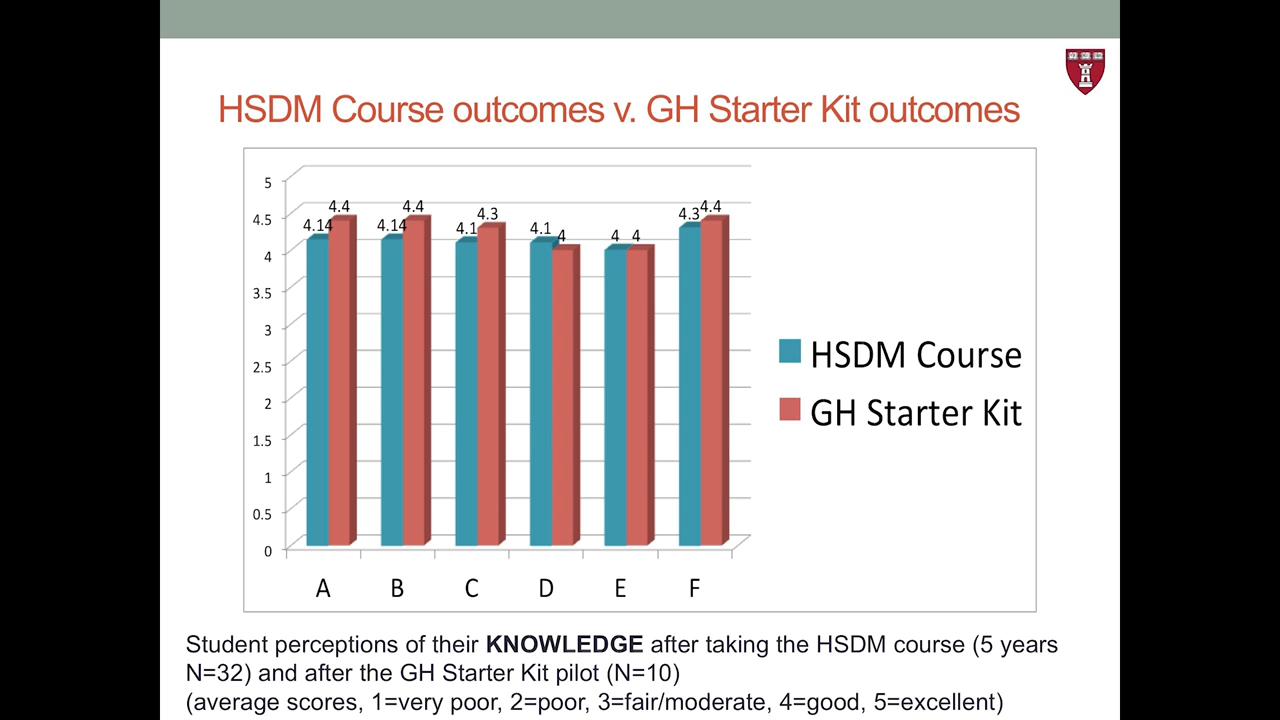 HSDM Course outcomes v. GH Starter Kit outcomes
5
4.5
4
3.5
3
2.5
2
1.5
1
0.5
0
4.14 4.4
4.14 4.4
4.1 4.3
4.1 4
4 4
4.3 4.4
A B C D E F
HSDM Course
GH Starter Kit
Student perceptions of their KNOWLEDGE after taking the HSDM course (5 years
N=32) and after the GH Starter Kit pilot (N=10)
(average scores, 1=very poor, 2=poor, 3=fair/moderate, 4=good, 5=excellent)